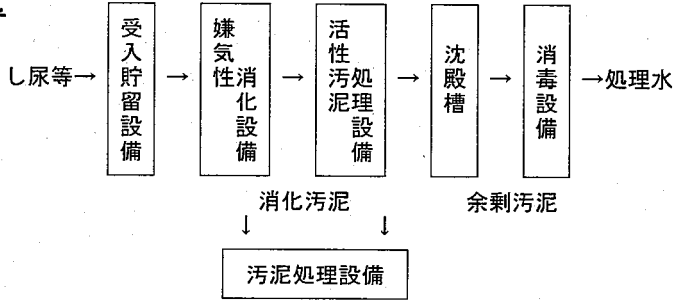 し尿等→
受入貯留設備
→
嫌気性消化設備
→
活性汚泥処理設備
→
沈殿槽
→
消毒設備
→処理水
消化汚泥
余剰汚泥
↓
↓
汚泥処理設備